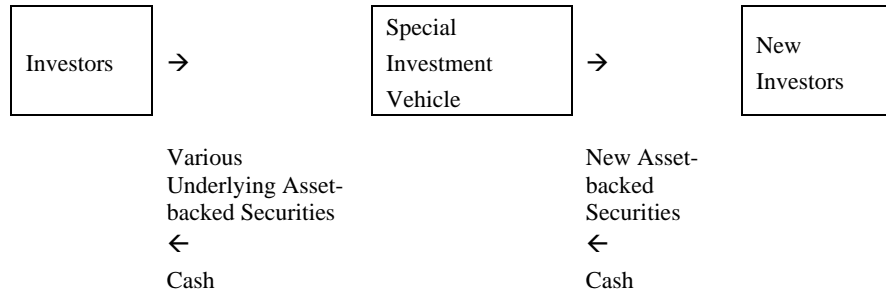 Investors
→
Special
Investment
Vehicle
→
New
Investors
Various
Underlying Asset-
backed Securities
←
Cash
New Asset-
backed
Securities
←
Cash